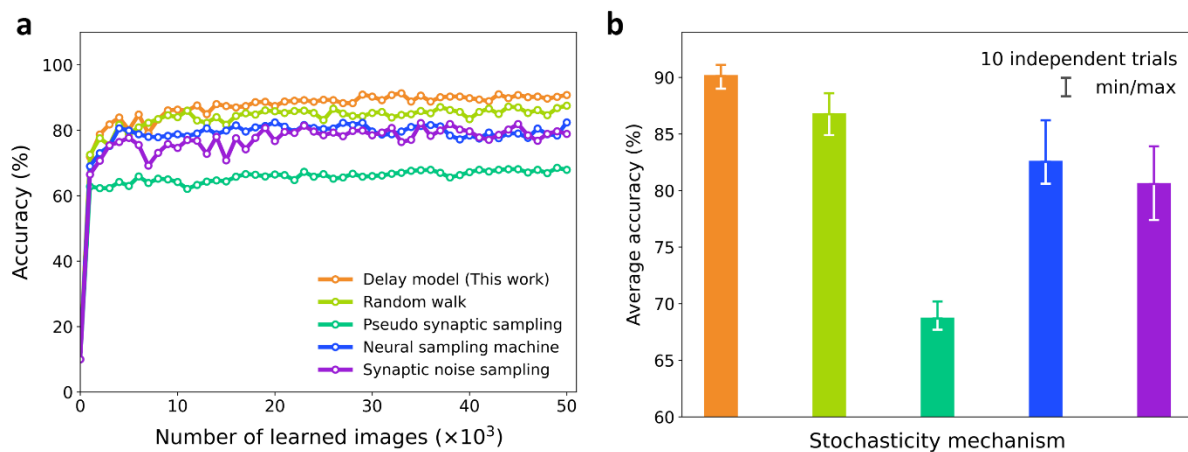 a
100
80
60
40
20
0
Accuracy (%)
0
10
20
30
40
50
Number of learned images (×10³)
Delay model (This work)
Random walk
Pseudo synaptic sampling
Neural sampling machine
Synaptic noise sampling
b
90
85
80
75
70
65
60
Average accuracy (%)
10 independent trials
min/max
Stochasticity mechanism